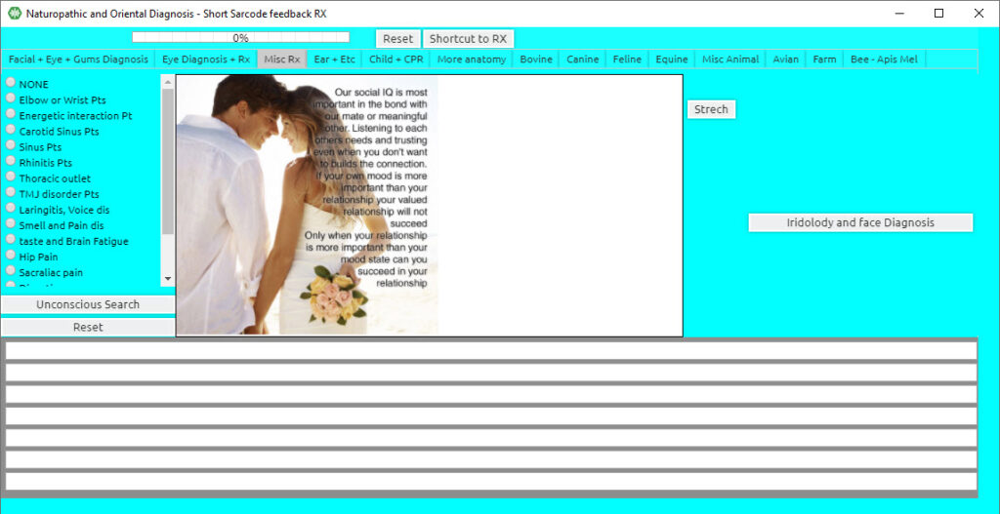 Naturopathic and Oriental Diagnosis - Short Sarcode feedback RX
0%
Reset
Shortcut to RX
Facial + Eye + Gums Diagnosis
Eye Diagnosis + Rx
Misc Rx
Ear + Etc
Child + CPR
More anatomy
Bovine
Canine
Feline
Equine
Misc Animal
Avian
Farm
Bee - Apis Mel
NONE
Elbow or Wrist Pts
Energetic interaction Pt
Carotid Sinus Pts
Sinus Pts
Rhinitis Pts
Thoracic outlet
TMJ disorder Pts
Laringitis, Voice dis
Smell and Pain dis
taste and Brain Fatigue
Hip Pain
Sacraliac pain
Unconscious Search
Reset
Our social IQ is most
important in the bond with
our mate or meaningful
other. Listening to each
others needs and trusting
even when you don't want
to builds the connection.
If your own mood is more
important than your
relationship your valued
relationship will not
succeed
Only when your relationship
is more important than your
mood state can you
succeed in your
relationship
Strech
Iridolody and face Diagnosis